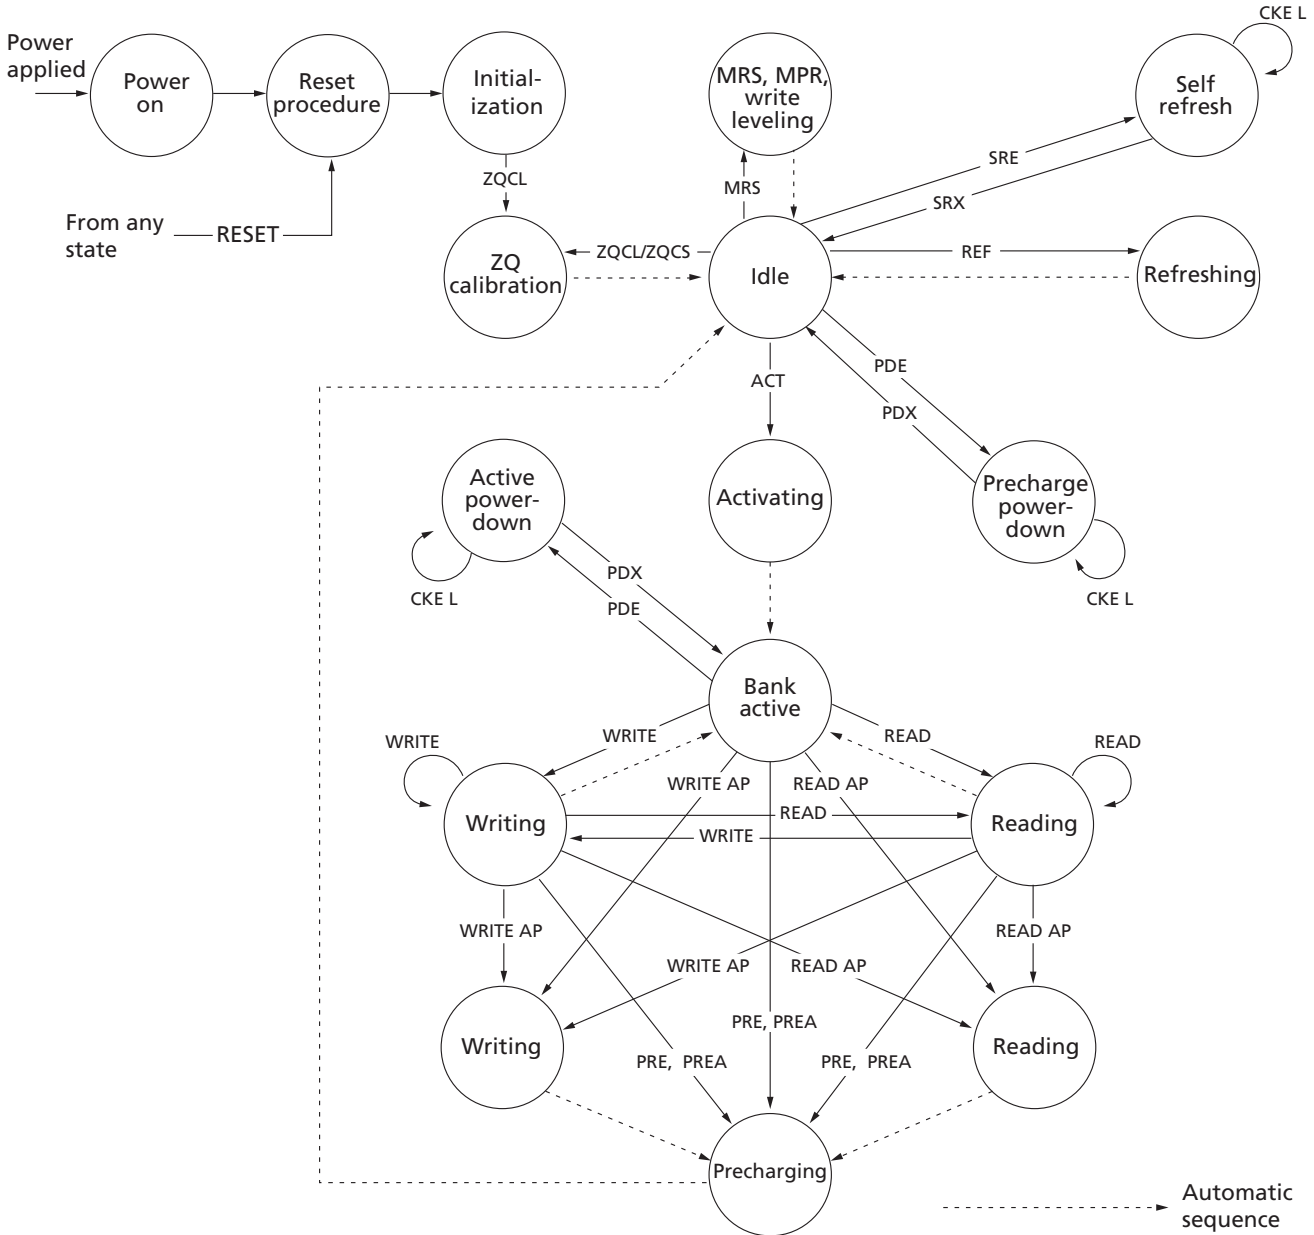 CKE L
Power
applied
Power
on
Reset
procedure
Initial-
ization
MRS, MPR,
write
leveling
Self
refresh
ZQCL
MRS
SRE
SRX
From any
state
RESET
ZQ
calibration
ZQCL/ZQCS
Idle
REF
Refreshing
ACT
PDE
PDX
Active
power-
down
Activating
Precharge
power-
down
CKE L
PDX
PDE
CKE L
Bank
active
WRITE
WRITE
READ
READ
WRITE AP
READ AP
Writing
READ
WRITE
Reading
WRITE AP
WRITE AP
READ AP
READ AP
Writing
PRE, PREA
Reading
PRE, PREA
PRE, PREA
Precharging
Automatic
sequence